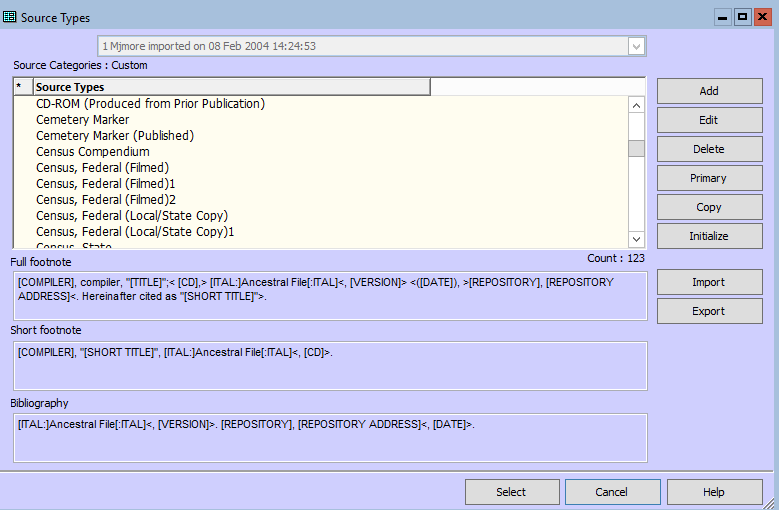 Source Types
1 Mjmore imported on 08 Feb 2004 14:24:53
Source Categories : Custom
* Source Types
CD-ROM (Produced from Prior Publication)
Cemetery Marker
Cemetery Marker (Published)
Census Compendium
Census, Federal (Filmed)
Census, Federal (Filmed)1
Census, Federal (Filmed)2
Census, Federal (Local/State Copy)
Census, Federal (Local/State Copy)1
Census, State
Add
Edit
Delete
Primary
Copy
Initialize
Count : 123
Full footnote
[COMPILER], compiler, "[TITLE]";< [CD],> [ITAL:]Ancestral File[:ITAL]<, [VERSION]> <([DATE]), >[REPOSITORY], [REPOSITORY
ADDRESS]<. Hereinafter cited as "[SHORT TITLE]">.
Import
Export
Short footnote
[COMPILER], "[SHORT TITLE]", [ITAL:]Ancestral File[:ITAL]<, [CD]>.
Bibliography
[ITAL:]Ancestral File[:ITAL]<, [VERSION]>. [REPOSITORY], [REPOSITORY ADDRESS]<, [DATE]>.
Select
Cancel
Help